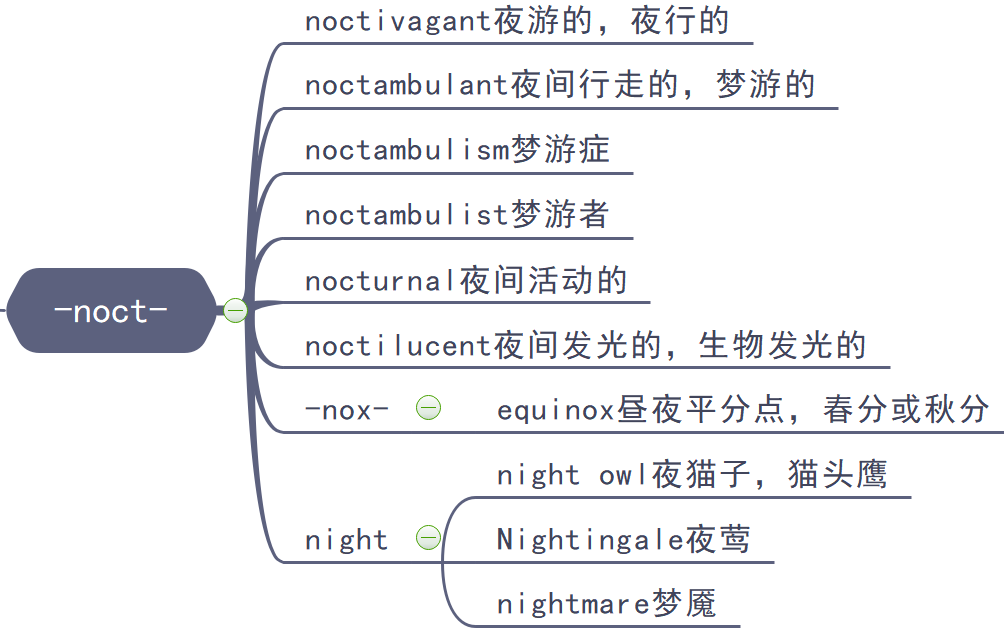 noctivagant夜游的，夜行的
noctambulant夜间行走的，梦游的
noctambulism梦游症
noctambulist梦游者
-noct-
nocturnal夜间活动的
noctilucent夜间发光的，生物发光的
-nox- equinox昼夜平分点，春分或秋分
night owl夜猫子，猫头鹰
night Nightingale夜莺
nightmare梦魇